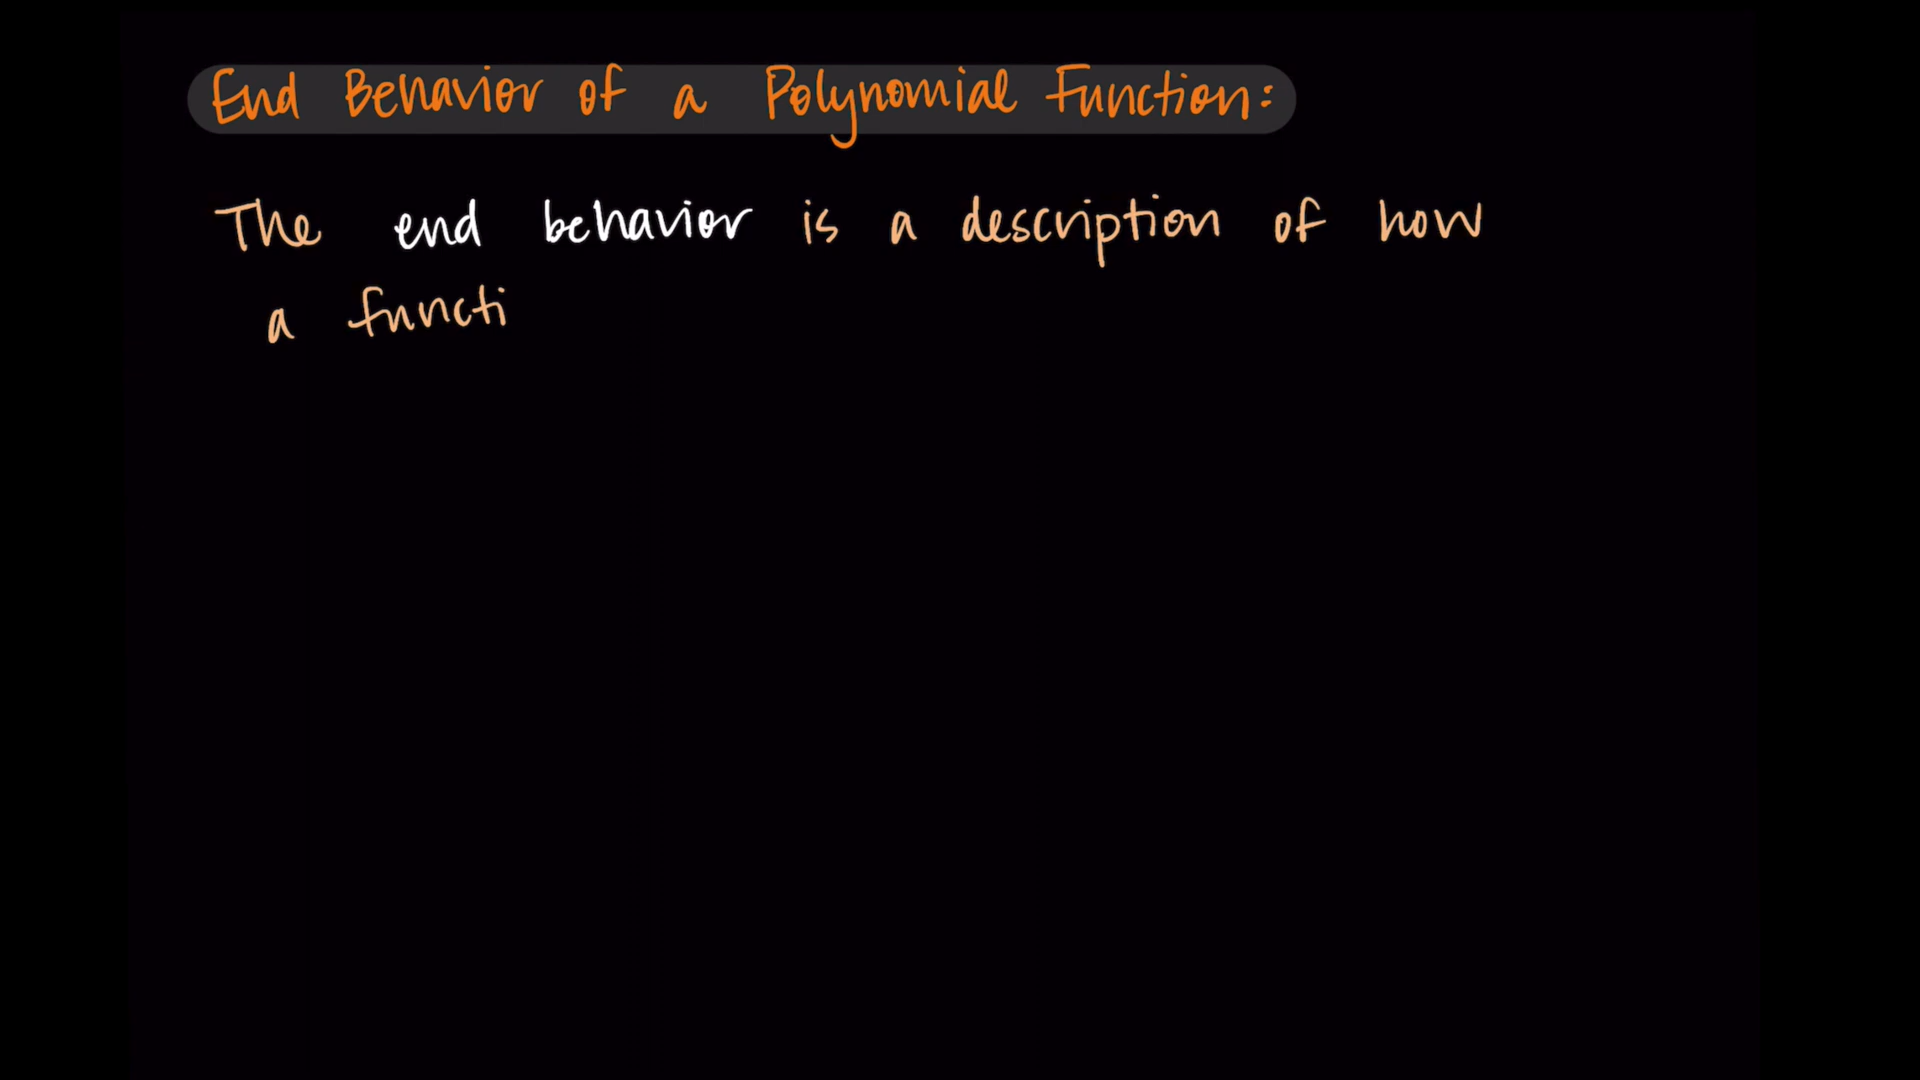 End Behavior of a Polynomial Function:
The end behavior is a description of how
a functi